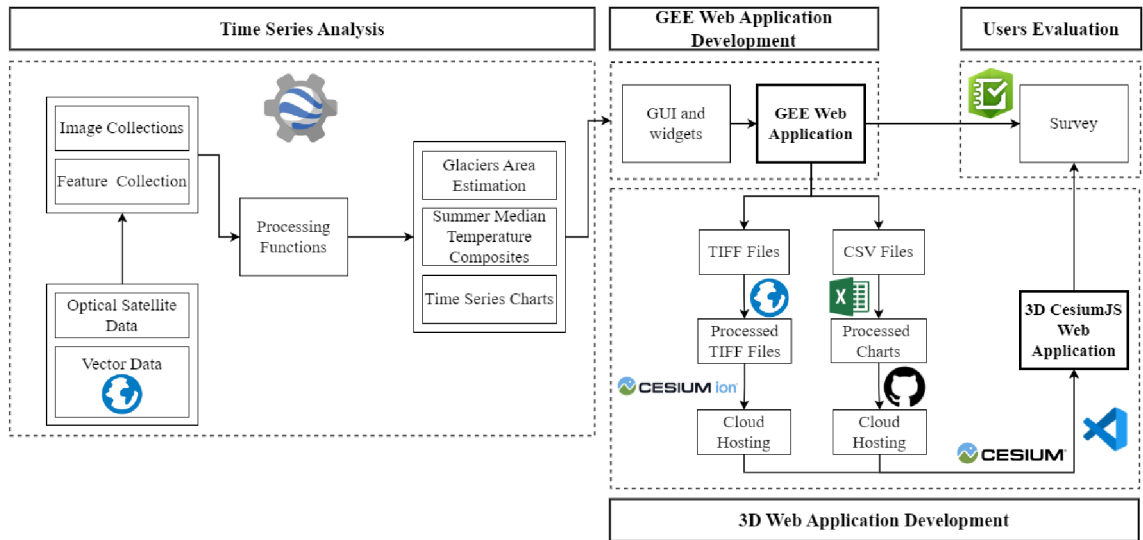 Time Series Analysis
GEE Web Application
Development
Users Evaluation
Image Collections
Feature Collection
Processing
Functions
Optical Satellite
Data
Vector Data
Glaciers Area
Estimation
Summer Median
Temperature
Composites
Time Series Charts
GUI and
widgets
GEE Web
Application
Survey
TIFF Files
CSV Files
X
Processed
TIFF Files
Processed
Charts
CESIUM ion
Cloud
Hosting
Cloud
Hosting
CESIUM
3D CesiumJS
Web
Application
3D Web Application Development